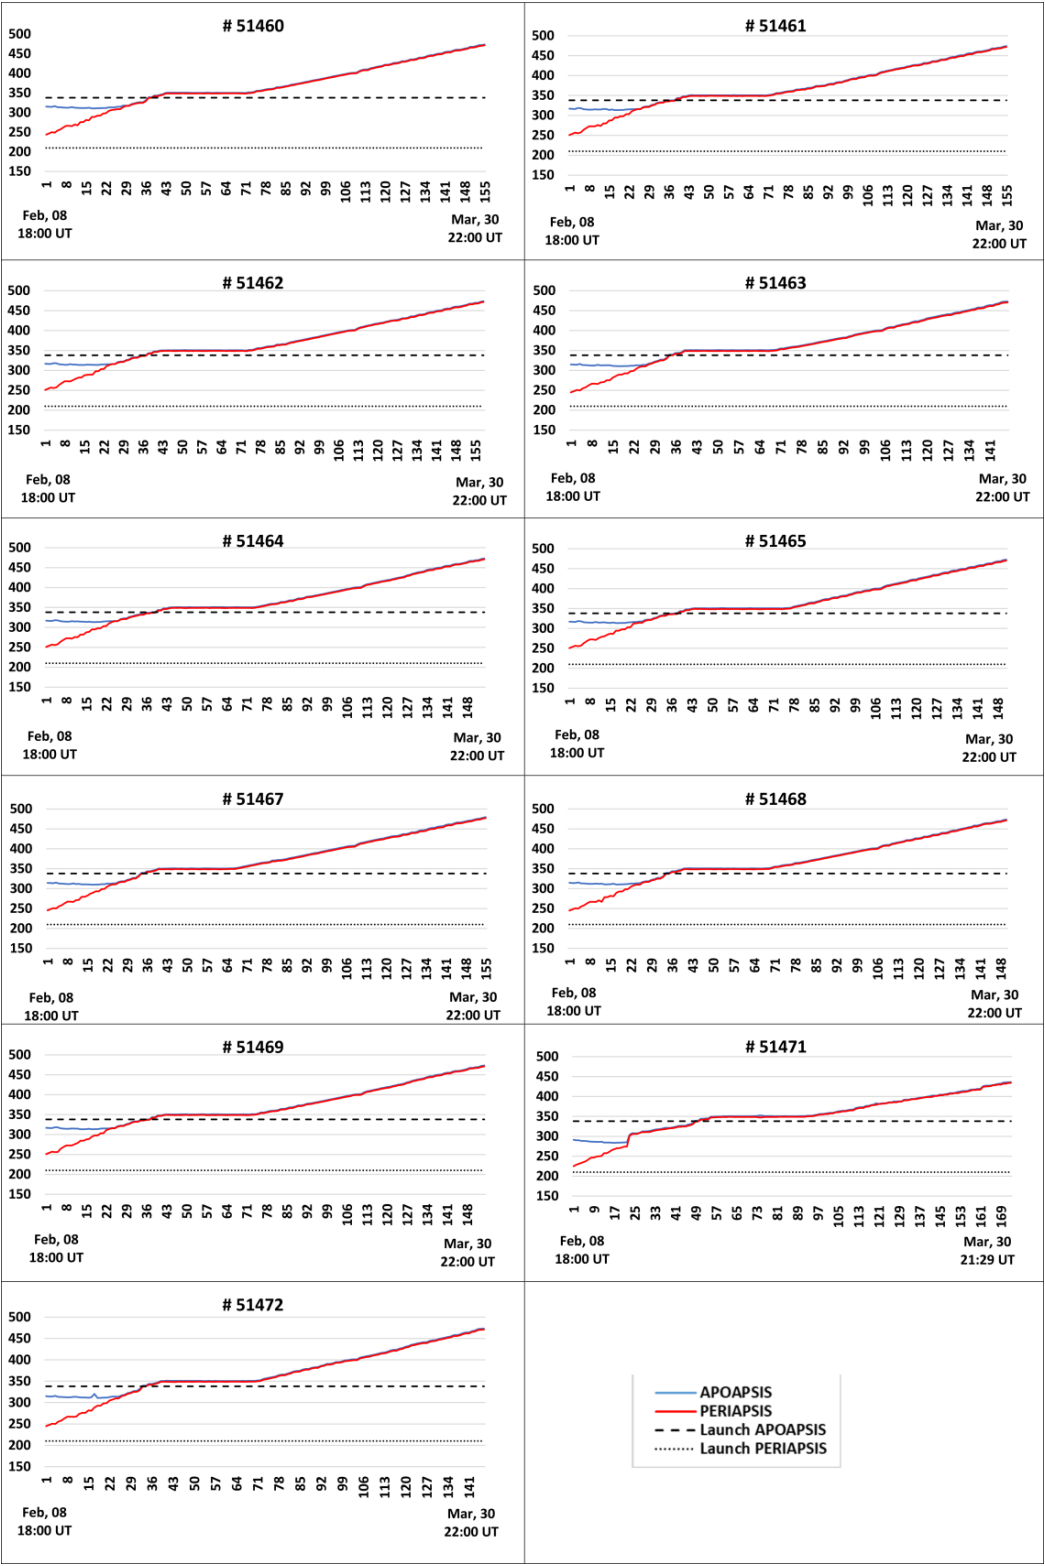 # 51460
500
450
400
350
300
250
200
150
1 8 15 22 29 36 43 50 57 64 71 78 85 92 99 106 113 120 127 134 141 148 155
Feb, 08
18:00 UT
Mar, 30
22:00 UT
# 51461
500
450
400
350
300
250
200
150
1 8 15 22 29 36 43 50 57 64 71 78 85 92 99 106 113 120 127 134 141 148 155
Feb, 08
18:00 UT
Mar, 30
22:00 UT
# 51462
500
450
400
350
300
250
200
150
1 8 15 22 29 36 43 50 57 64 71 78 85 92 99 106 113 120 127 134 141 148 155
Feb, 08
18:00 UT
Mar, 30
22:00 UT
# 51463
500
450
400
350
300
250
200
150
1 8 15 22 29 36 43 50 57 64 71 78 85 92 99 106 113 120 127 134 141
Feb, 08
18:00 UT
Mar, 30
22:00 UT
# 51464
500
450
400
350
300
250
200
150
1 8 15 22 29 36 43 50 57 64 71 78 85 92 99 106 113 120 127 134 141 148
Feb, 08
18:00 UT
Mar, 30
22:00 UT
# 51465
500
450
400
350
300
250
200
150
1 8 15 22 29 36 43 50 57 64 71 78 85 92 99 106 113 120 127 134 141 148
Feb, 08
18:00 UT
Mar, 30
22:00 UT
# 51467
500
450
400
350
300
250
200
150
1 8 15 22 29 36 43 50 57 64 71 78 85 92 99 106 113 120 127 134 141 148 155
Feb, 08
18:00 UT
Mar, 30
22:00 UT
# 51468
500
450
400
350
300
250
200
150
1 8 15 22 29 36 43 50 57 64 71 78 85 92 99 106 113 120 127 134 141 148
Feb, 08
18:00 UT
Mar, 30
22:00 UT
# 51469
500
450
400
350
300
250
200
150
1 8 15 22 29 36 43 50 57 64 71 78 85 92 99 106 113 120 127 134 141 148
Feb, 08
18:00 UT
Mar, 30
22:00 UT
# 51471
500
450
400
350
300
250
200
150
1 9 17 25 33 41 49 57 65 73 81 89 97 105 113 121 129 137 145 153 161 169
Feb, 08
18:00 UT
Mar, 30
21:29 UT
# 51472
500
450
400
350
300
250
200
150
1 8 15 22 29 36 43 50 57 64 71 78 85 92 99 106 113 120 127 134 141
Feb, 08
18:00 UT
Mar, 30
22:00 UT
APOAPSIS
PERIAPSIS
Launch APOAPSIS
Launch PERIAPSIS